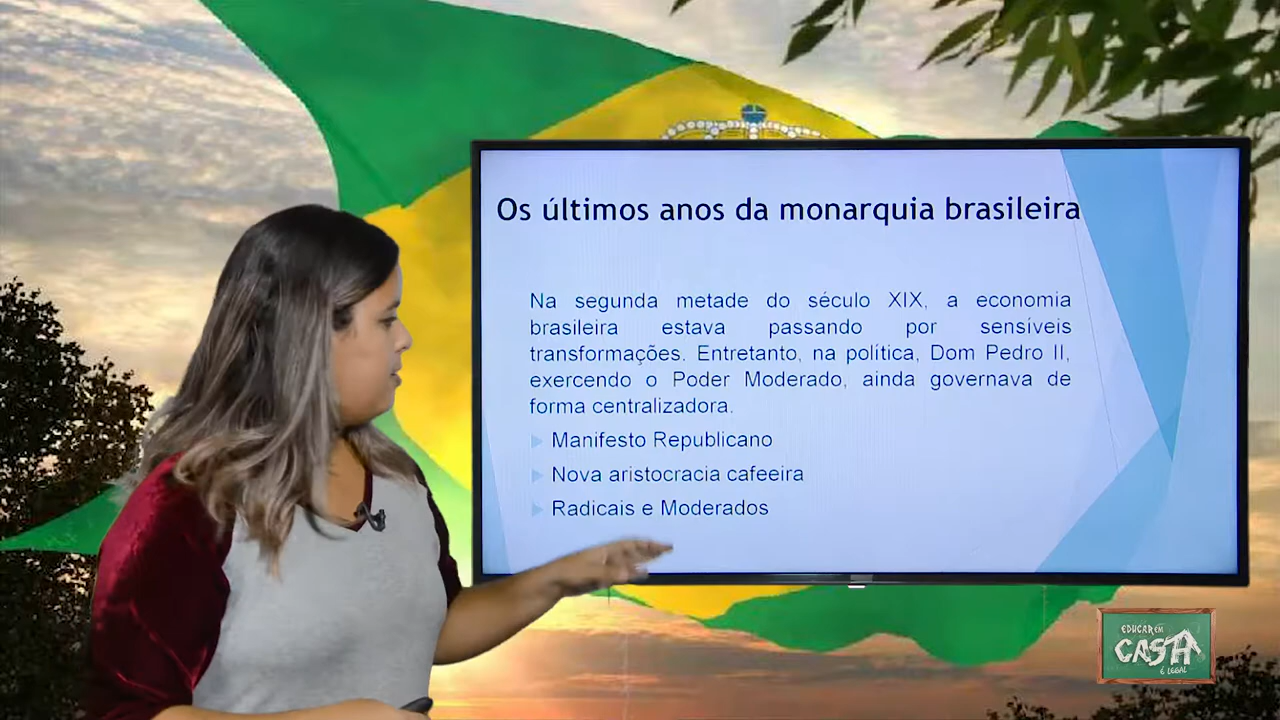 Os últimos anos da monarquia brasileira
Na segunda metade do século XIX, a economia
brasileira estava passando por sensíveis
transformações. Entretanto, na política, Dom Pedro II,
exercendo o Poder Moderado, ainda governava de
forma centralizadora.
Manifesto Republicano
Nova aristocracia cafeeira
Radicais e Moderados
EDUCAR EM
CASA
É LEGAL